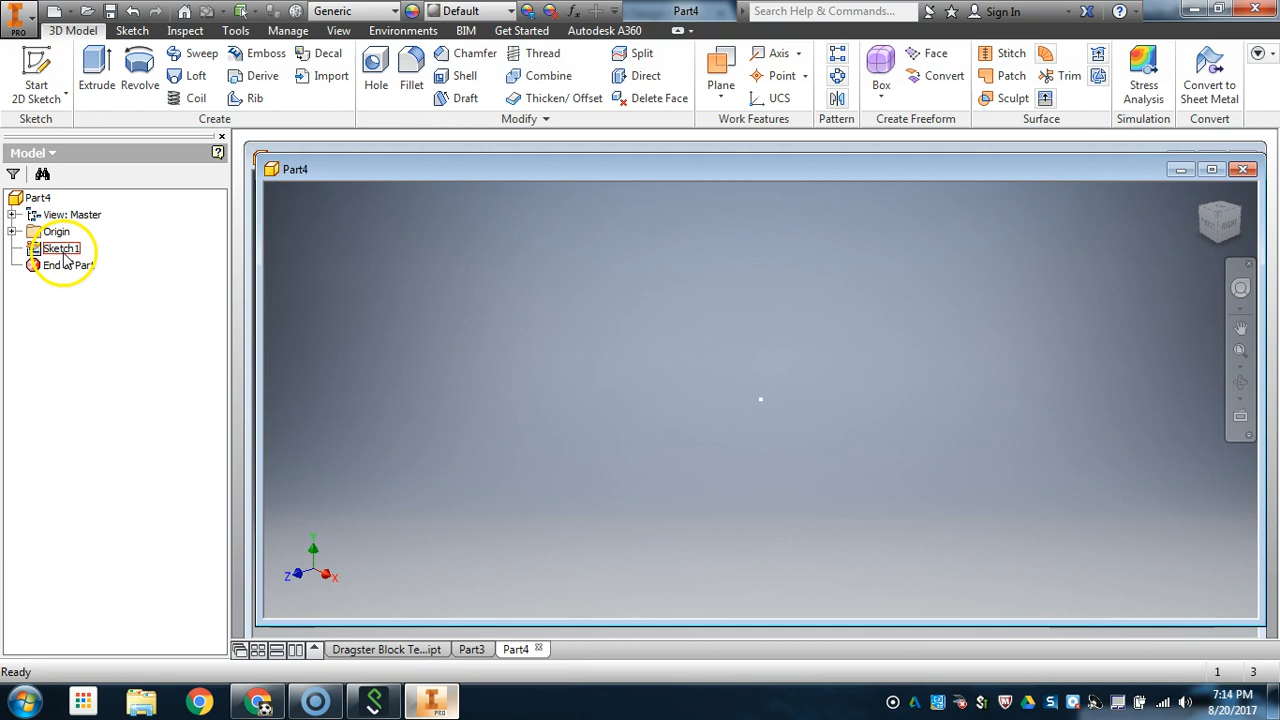 Generic
Default
Part4
Search Help & Commands...
Sign In
PRO
3D Model
Sketch
Inspect
Tools
Manage
View
Environments
BIM
Get Started
Autodesk A360
Start
2D Sketch
Extrude
Revolve
Sweep
Loft
Coil
Emboss
Derive
Rib
Decal
Import
Hole
Fillet
Chamfer
Shell
Draft
Thread
Combine
Thicken/ Offset
Split
Direct
Delete Face
Plane
Axis
Point
UCS
Box
Face
Convert
Stitch
Patch
Sculpt
Trim
Stress
Analysis
Convert to
Sheet Metal
Sketch
Create
Modify
Work Features
Pattern
Create Freeform
Surface
Simulation
Convert
Model
Part4
View: Master
Origin
Sketch1
End of Part
Part4
RIGHT
Y
Z
X
Dragster Block Te...ipt
Part3
Part4
Ready
1
3
PRO
7:14 PM
8/20/2017